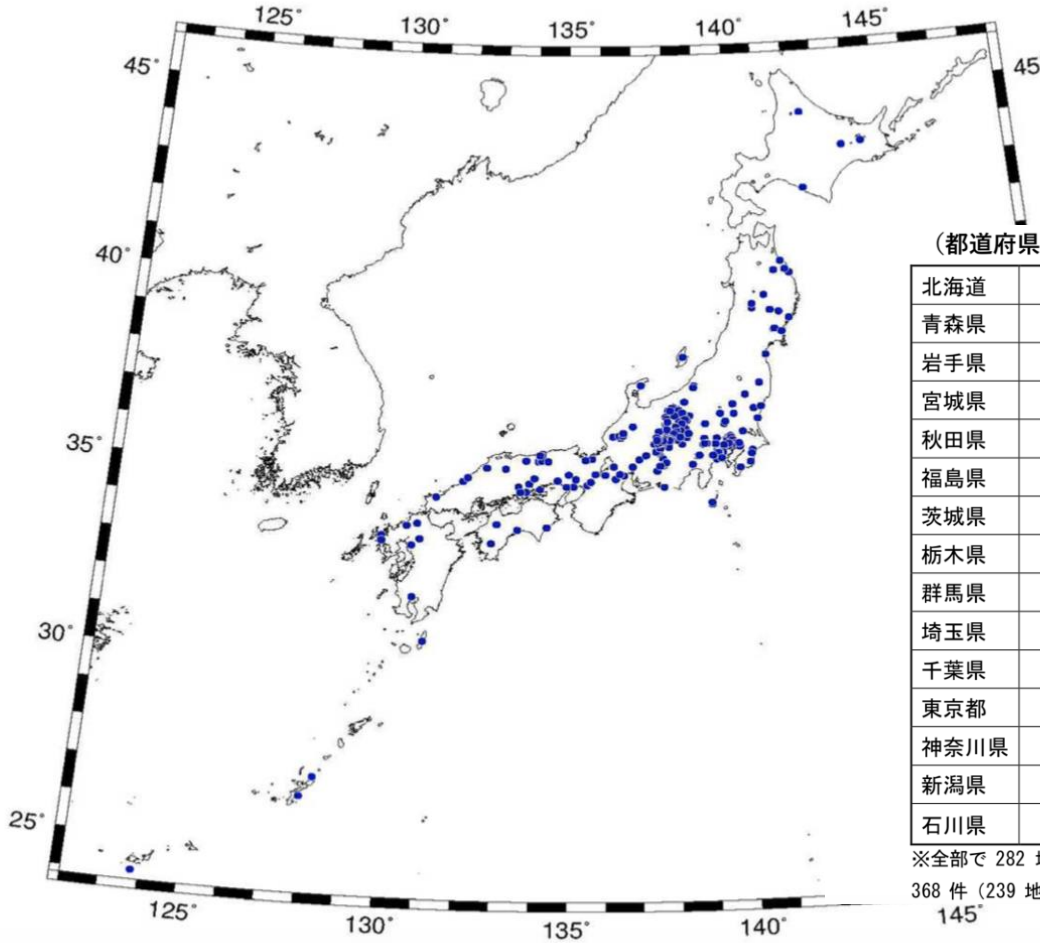 125°
130°
135°
140°
145°
45°
45
40°
(都道府県
北海道
青森県
岩手県
宮城県
35°
秋田県
福島県
茨城県
栃木県
群馬県
30°
埼玉県
千葉県
東京都
神奈川県
新潟県
25°
石川県
※全部で 282 地
368 件（239 地
125°
130°
135°
140°
145°